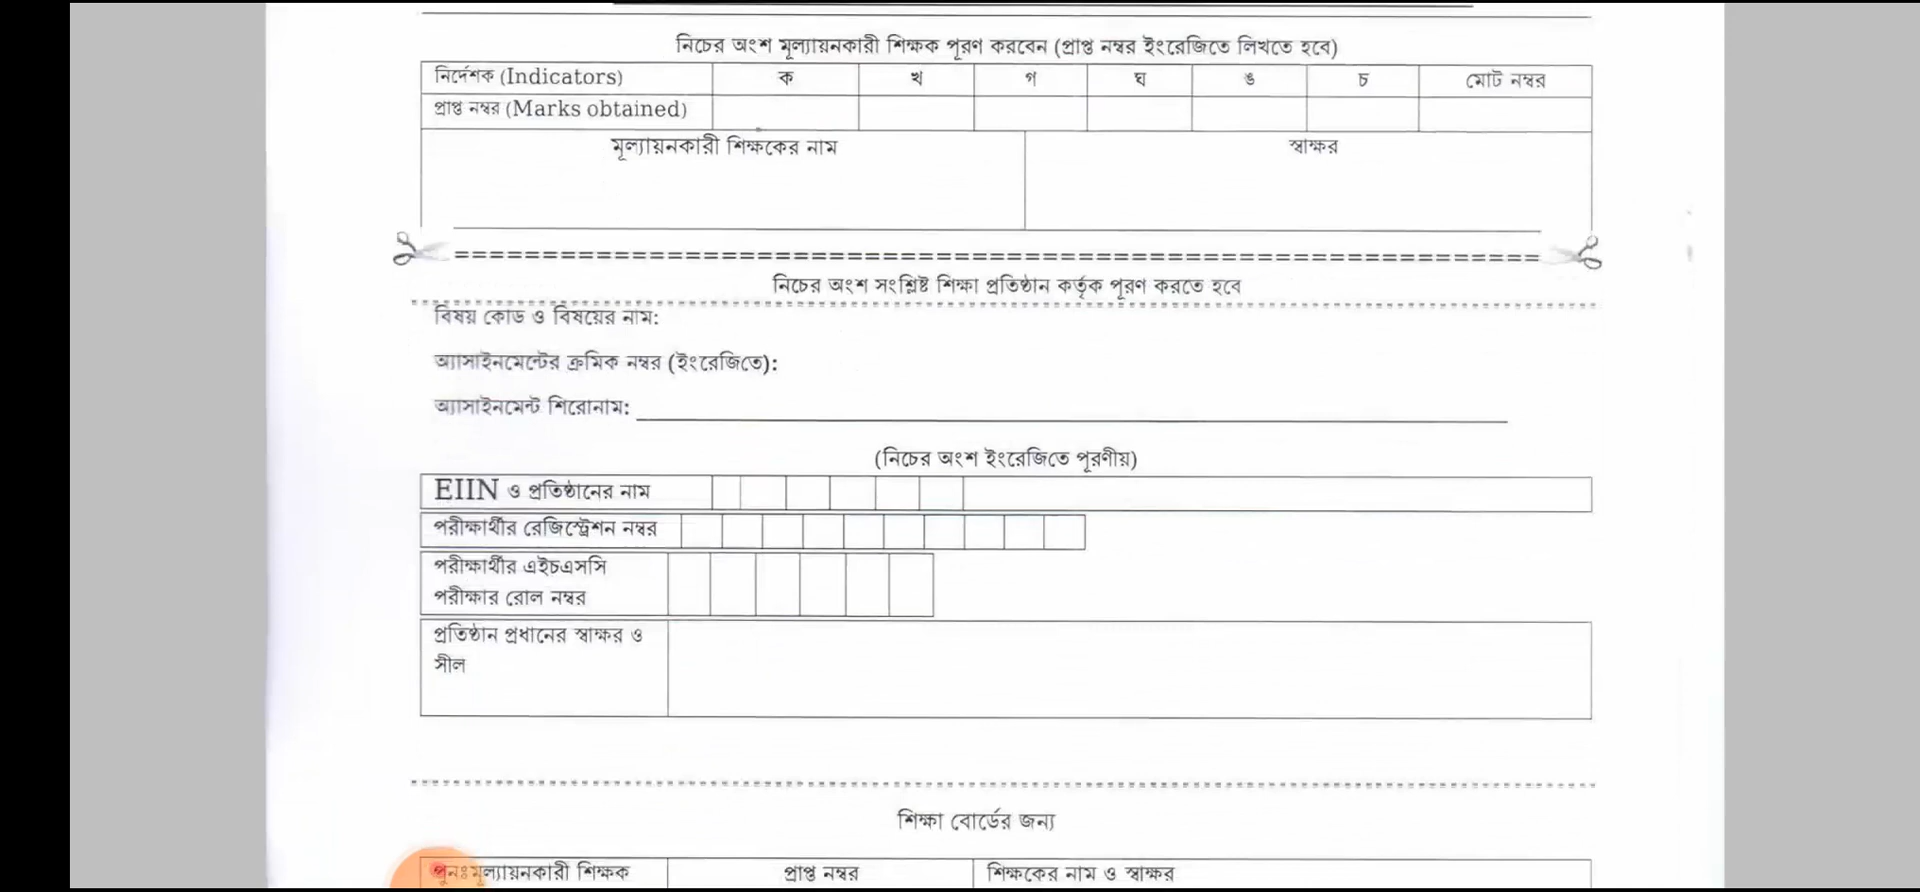 নিচের অংশ মূল্যায়নকারী শিক্ষক পূরণ করবেন (প্রাপ্ত নম্বর ইংরেজিতে লিখতে হবে)
নির্দেশক (Indicators) ক খ গ ঘ ঙ চ মোট নম্বর
প্রাপ্ত নম্বর (Marks obtained)
মূল্যায়নকারী শিক্ষকের নাম স্বাক্ষর
নিচের অংশ সংশ্লিষ্ট শিক্ষা প্রতিষ্ঠান কর্তৃক পূরণ করতে হবে
বিষয় কোড ও বিষয়ের নাম:
অ্যাসাইনমেন্টের ক্রমিক নম্বর (ইংরেজিতে):
অ্যাসাইনমেন্ট শিরোনাম:
(নিচের অংশ ইংরেজিতে পূরণীয়)
EIIN ও প্রতিষ্ঠানের নাম
পরীক্ষার্থীর রেজিস্ট্রেশন নম্বর
পরীক্ষার্থীর এইচএসসি
পরীক্ষার রোল নম্বর
প্রতিষ্ঠান প্রধানের স্বাক্ষর ও
সীল
শিক্ষা বোর্ডের জন্য
পুনঃমূল্যায়নকারী শিক্ষক প্রাপ্ত নম্বর শিক্ষকের নাম ও স্বাক্ষর